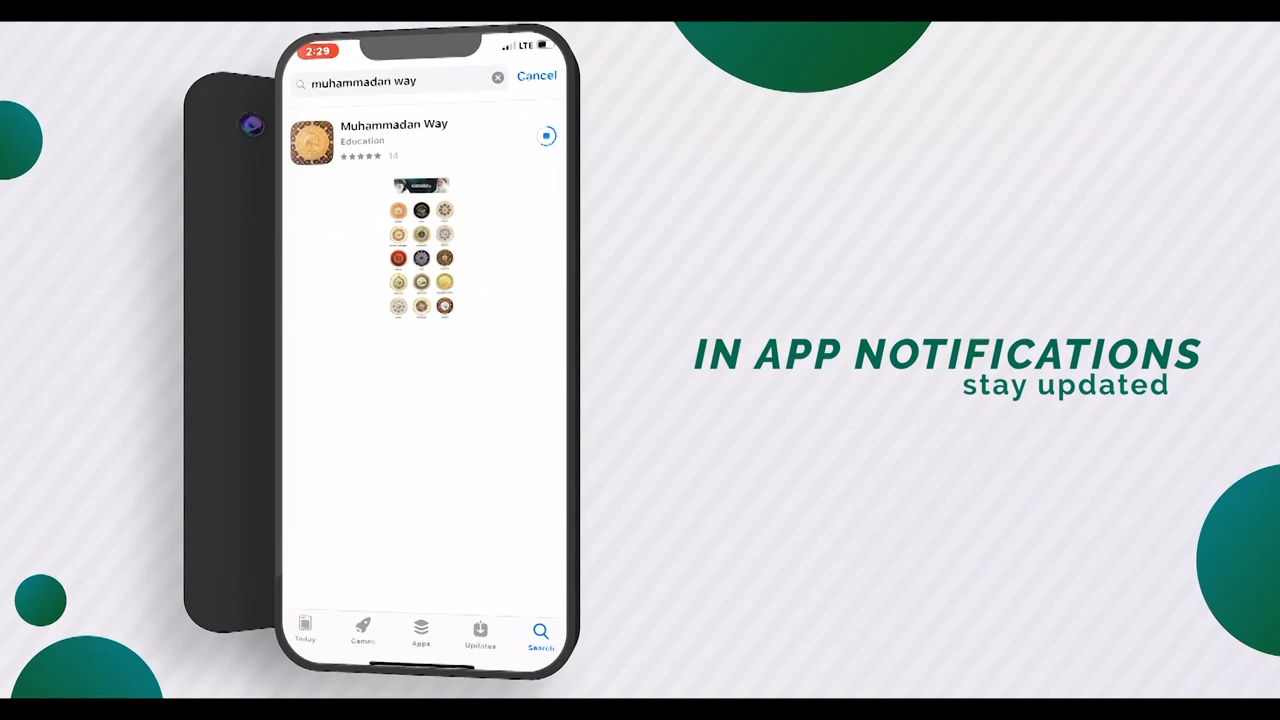 2:29
LTE
muhammadan way
Cancel
Muhammadan Way
Education
IN APP NOTIFICATIONS
stay updated
Today
Games
Apps
Updates
Search